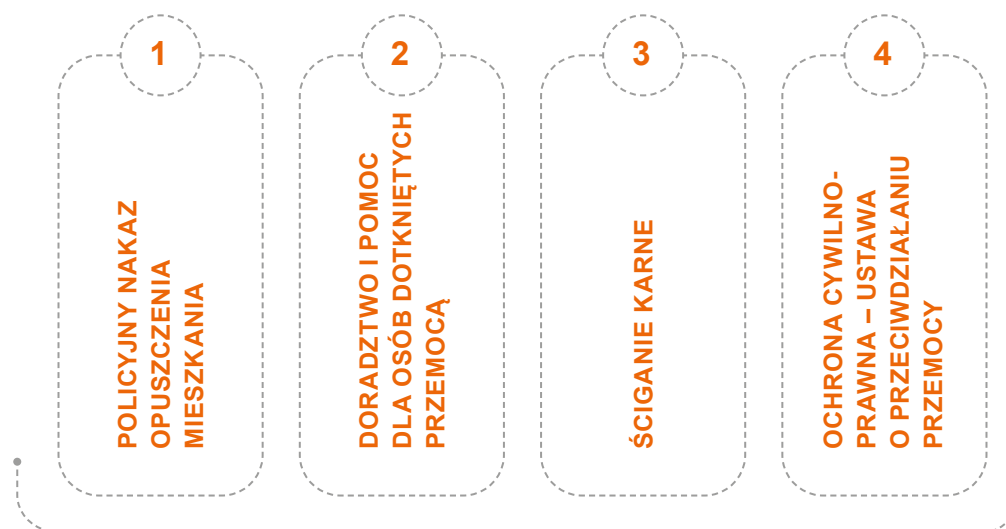 1
POLICYJNY NAKAZ
OPUSZCZENIA
MIESZKANIA
2
DORADZTWO I POMOC
DLA OSÓB DOTKNIĘTYCH
PRZEMOCĄ
3
ŚCIGANIE KARNE
4
OCHRONA CYWILNO-
PRAWNA – USTAWA
O PRZECIWDZIAŁANIU
PRZEMOCY